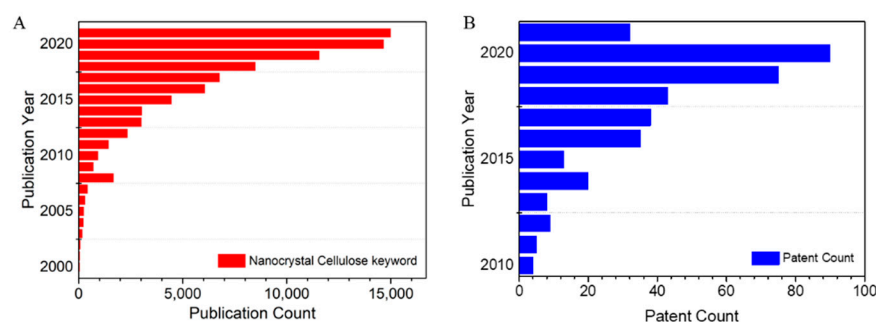 A
Publication Year
2020
2015
2010
2005
2000
Nanocrystal Cellulose keyword
0
5,000
10,000
15,000
Publication Count
B
Publication Year
2020
2015
2010
Patent Count
0
20
40
60
80
100
Patent Count